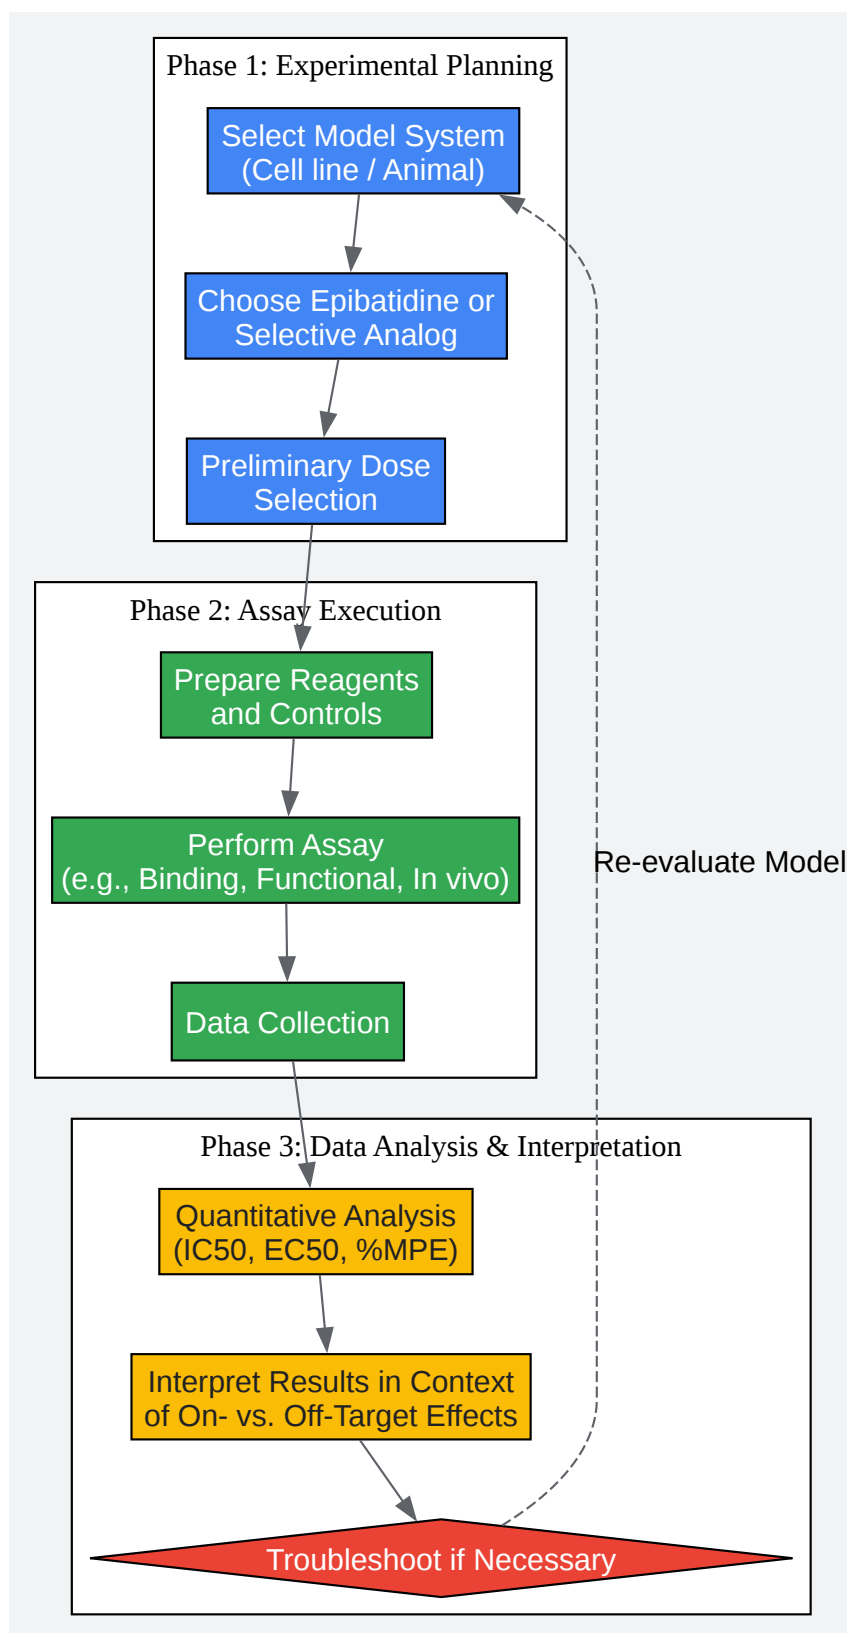 Phase 1: Experimental Planning
Select Model System
(Cell line / Animal)
Choose Epibatidine or
Selective Analog
Preliminary Dose
Selection
Phase 2: Assay Execution
Prepare Reagents
and Controls
Perform Assay
(e.g., Binding, Functional, In vivo)
Re-evaluate Model
Data Collection
Phase 3: Data Analysis & Interpretation
Quantitative Analysis
(IC50, EC50, %MPE)
Interpret Results in Context
of On- vs. Off-Target Effects
Troubleshoot if Necessary